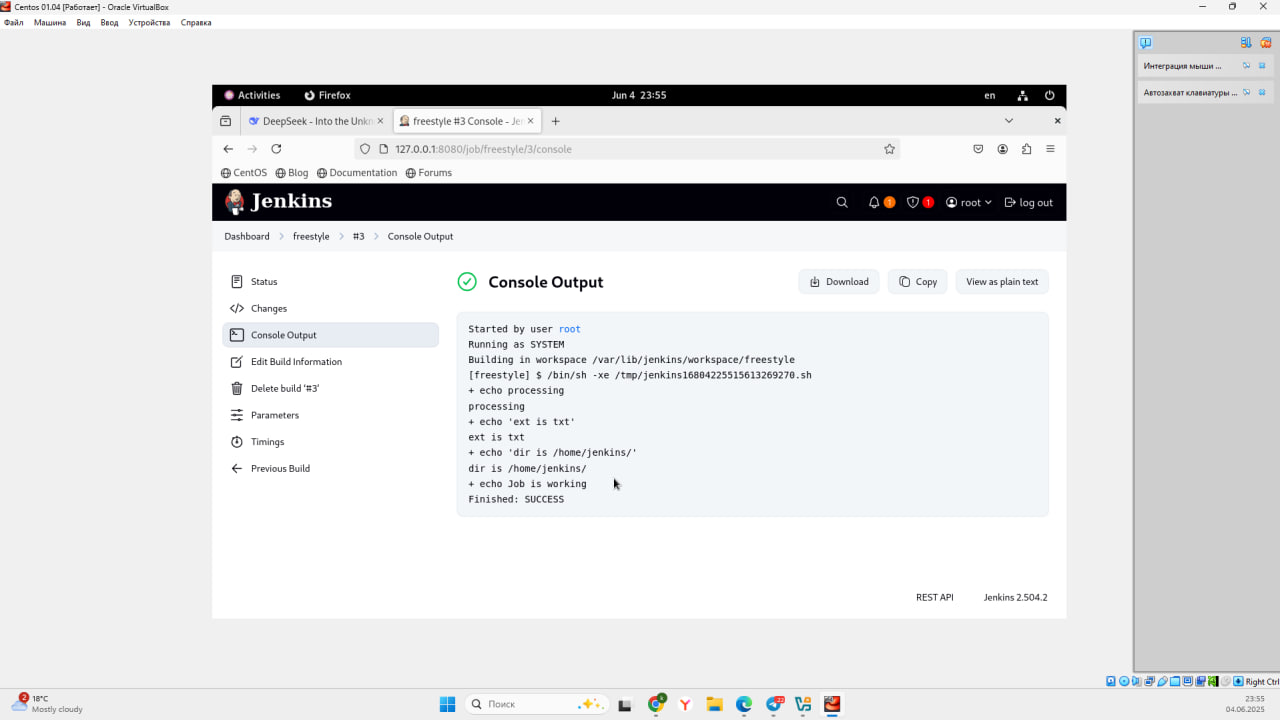 Centos 01.04 [Работает] - Oracle VirtualBox
Файл Машина Вид Ввод Устройства Справка
Интеграция мыши ...
Автозахват клавиатуры ...
Activities Firefox Jun 4 23:55 en
DeepSeek - Into the Unkn freestyle #3 Console - Jen
127.0.0.1:8080/job/freestyle/3/console
CentOS Blog Documentation Forums
Jenkins 1 1 root log out
Dashboard freestyle #3 Console Output
Status
Changes
Console Output
Edit Build Information
Delete build '#3'
Parameters
Timings
Previous Build
Console Output Download Copy View as plain text
Started by user root
Running as SYSTEM
Building in workspace /var/lib/jenkins/workspace/freestyle
[freestyle] $ /bin/sh -xe /tmp/jenkins16804225515613269270.sh
+ echo processing
processing
+ echo 'ext is txt'
ext is txt
+ echo 'dir is /home/jenkins/'
dir is /home/jenkins/
+ echo Job is working
Finished: SUCCESS
REST API Jenkins 2.504.2
Right Ctrl
2 18°C
Mostly cloudy
Поиск
22
23:55
04.06.2025